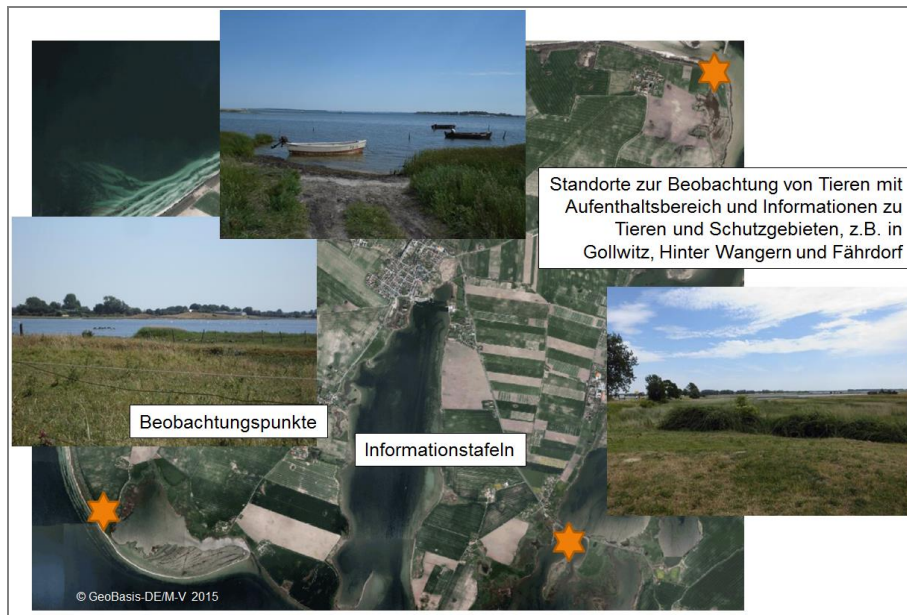 Standorte zur Beobachtung von Tieren mit
Aufenthaltsbereich und Informationen zu
Tieren und Schutzgebieten, z.B. in
Gollwitz, Hinter Wangern und Fährdorf
Beobachtungspunkte
Informationstafeln
© GeoBasis-DE/M-V 2015